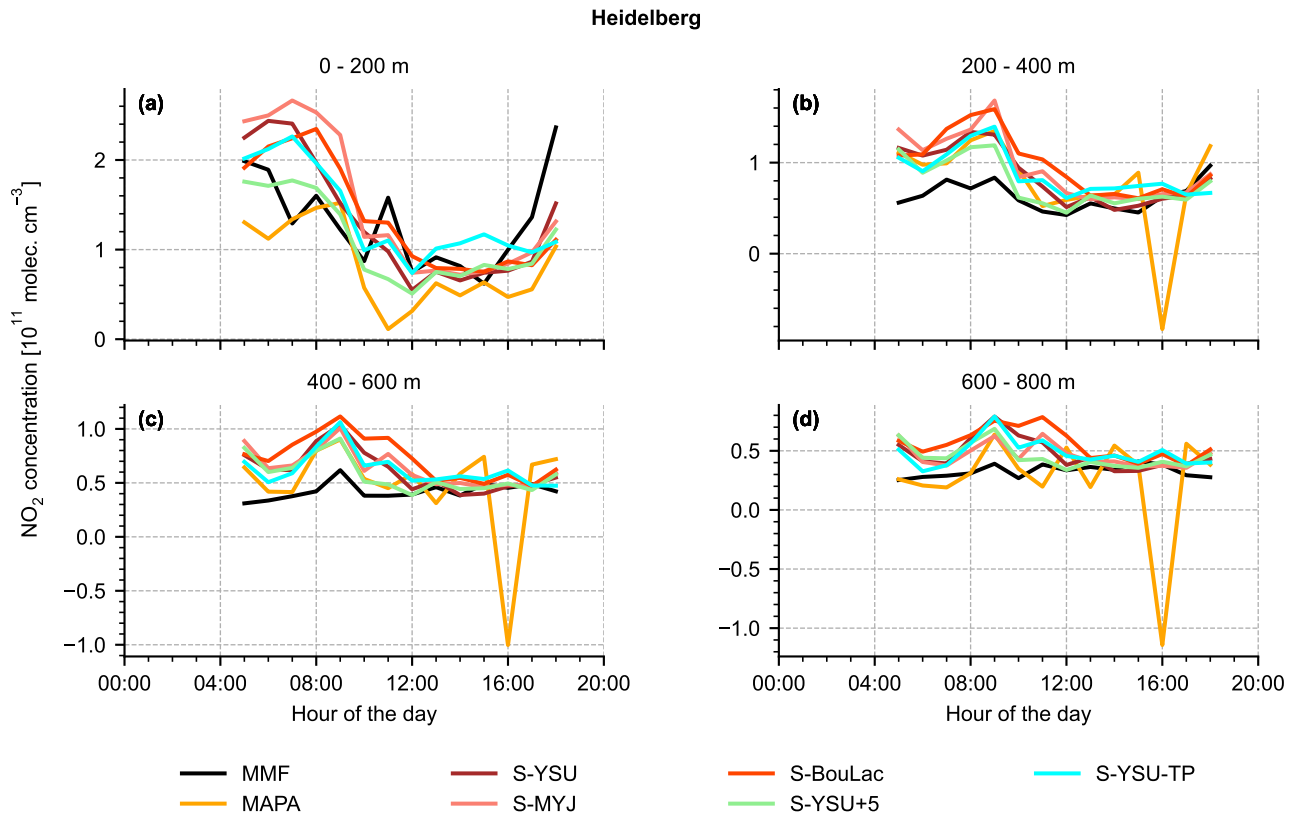 Heidelberg
0 - 200 m
200 - 400 m
(a)
(b)
2
1
0
1
0
NO2 concentration [10^11 molec. cm−3]
400 - 600 m
600 - 800 m
(c)
(d)
1.0
0.5
0.0
−0.5
−1.0
0.5
0.0
−0.5
−1.0
00:00 04:00 08:00 12:00 16:00 20:00
00:00 04:00 08:00 12:00 16:00 20:00
Hour of the day
Hour of the day
MMF S-YSU S-BouLac S-YSU-TP
MAPA S-MYJ S-YSU+5